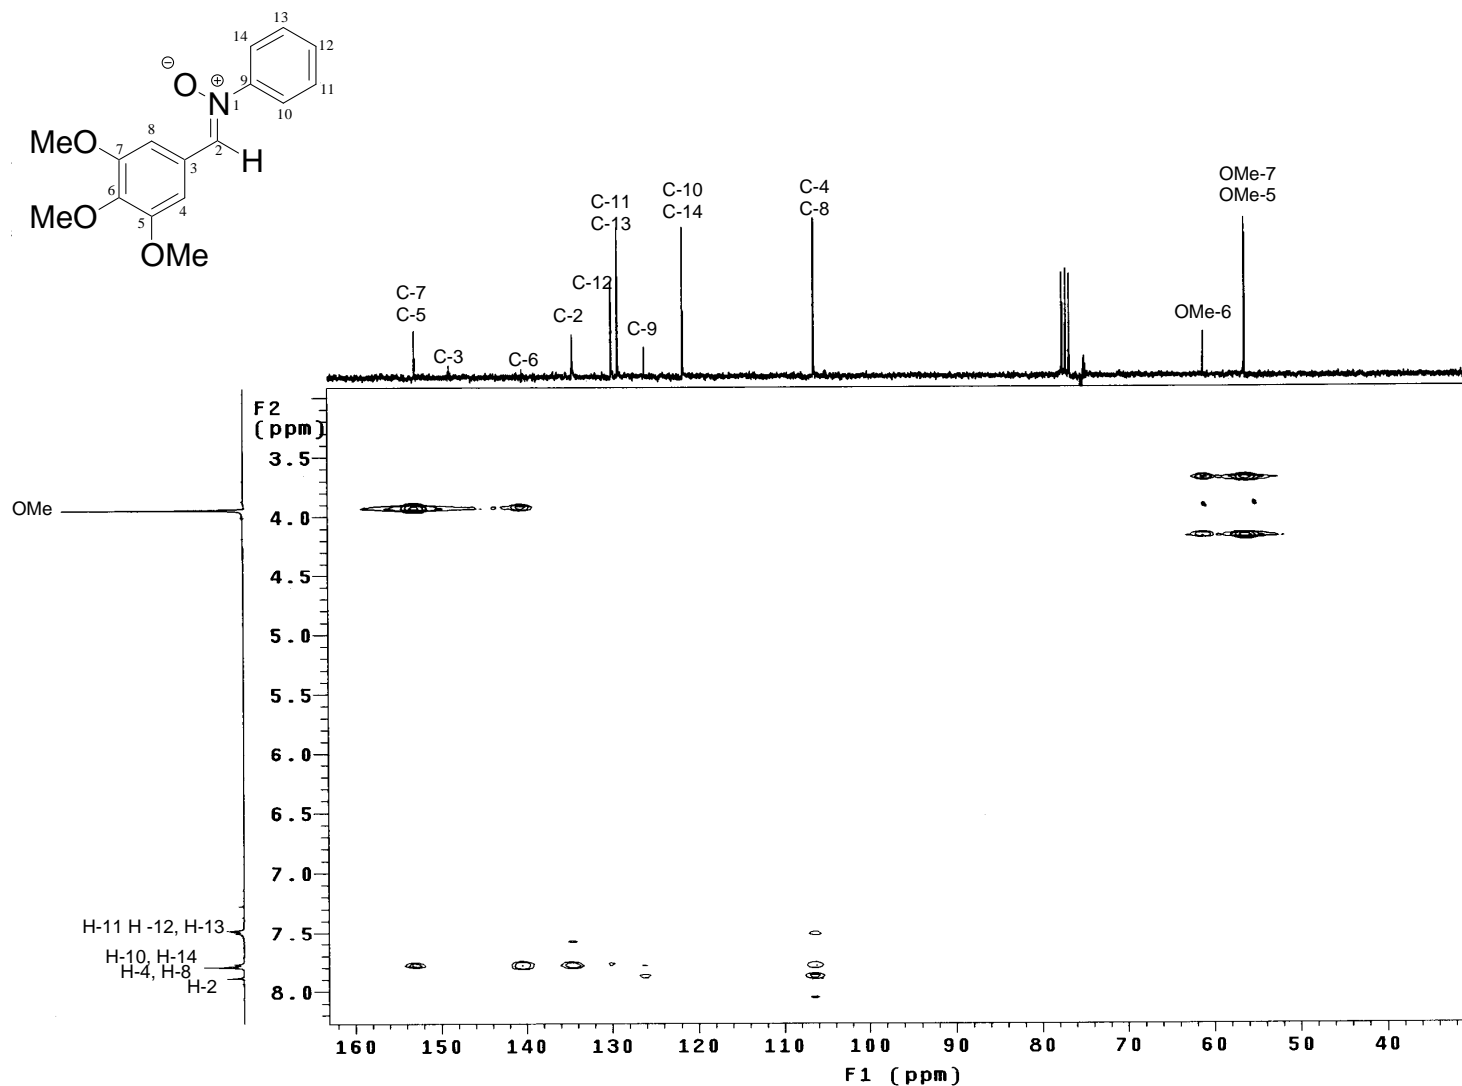 13
14
12
⊖
O
⊕
9
N
1
11
10
MeO
8
7
2
H
3
6
MeO
4
5
OMe
C-7
C-5
C-3
C-6
C-2
C-12
C-11
C-13
C-9
C-10
C-14
C-4
C-8
OMe-6
OMe-7
OMe-5
F2
(ppm)
3.5
4.0
4.5
5.0
5.5
6.0
6.5
7.0
7.5
8.0
OMe
H-11 H -12, H-13
H-10, H-14
H-4, H-8
H-2
160 150 140 130 120 110 100 90 80 70 60 50 40
F1 (ppm)